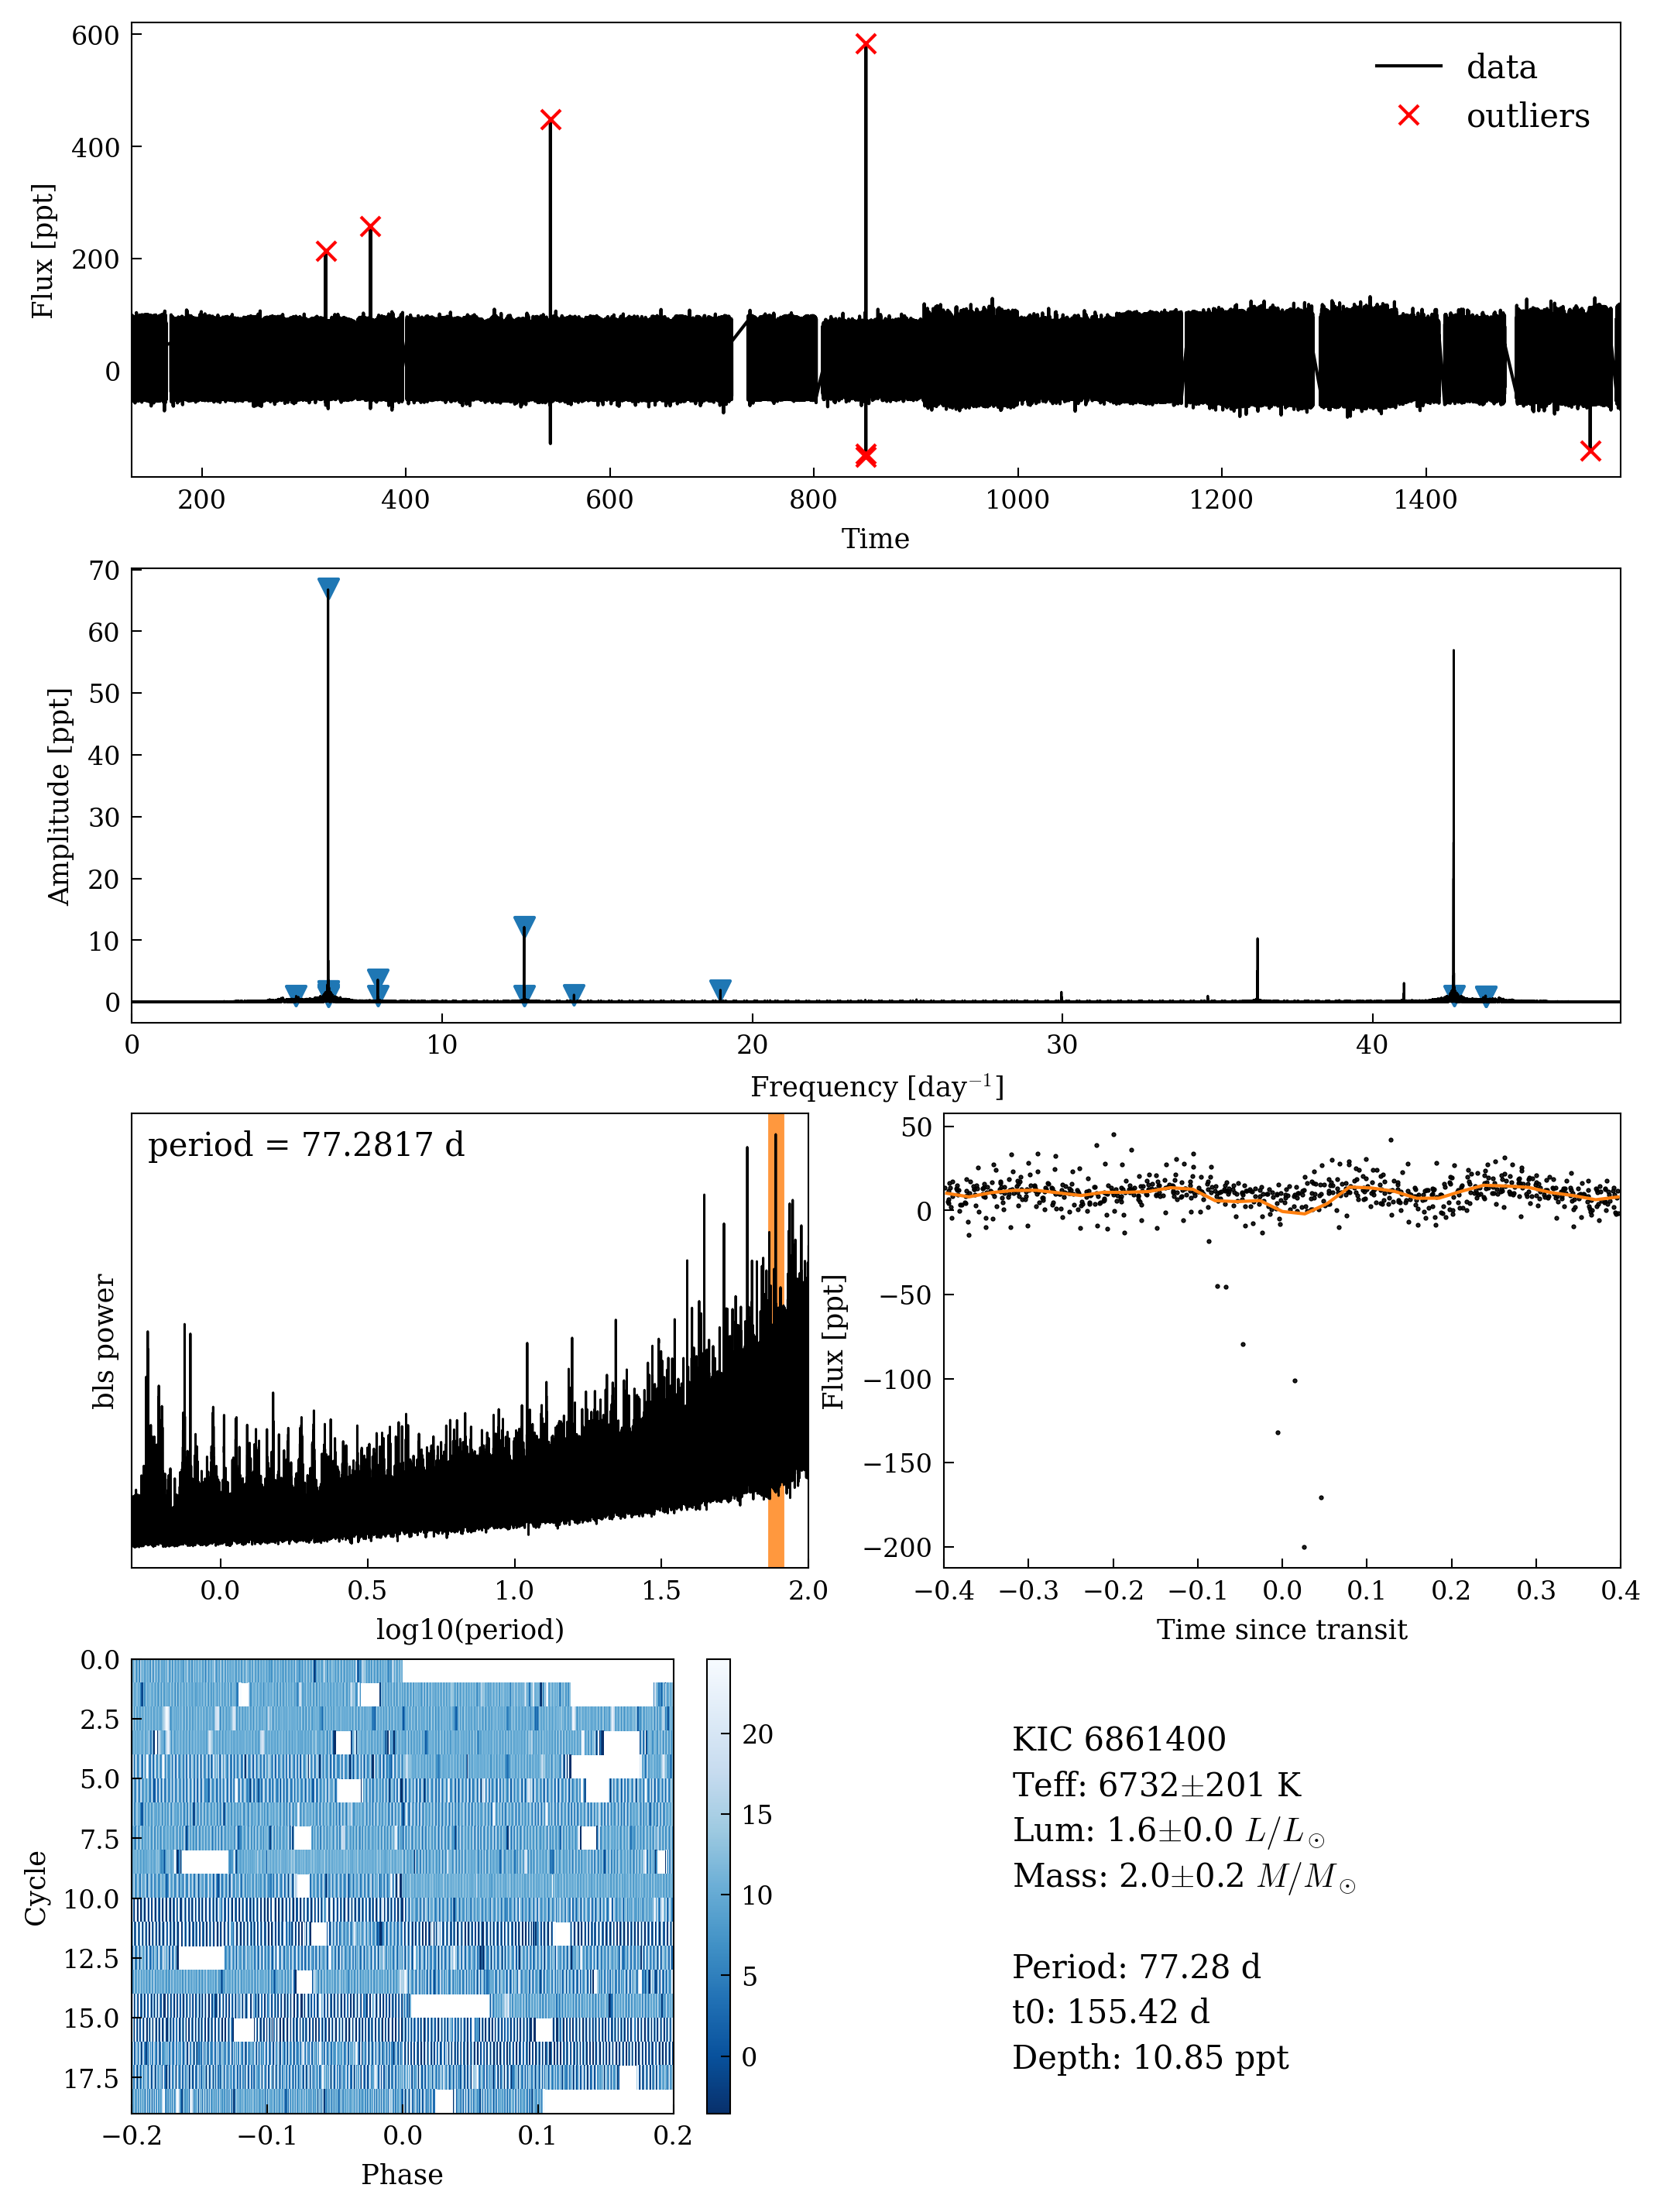 600
400
200
0
Flux [ppt]
data
outliers
200 400 600 800 1000 1200 1400
Time
70
60
50
40
30
20
10
0
Amplitude [ppt]
0 10 20 30 40
Frequency [day⁻¹]
period = 77.2817 d
bls power
0.0 0.5 1.0 1.5 2.0
log10(period)
50
0
−50
−100
−150
−200
Flux [ppt]
−0.4 −0.3 −0.2 −0.1 0.0 0.1 0.2 0.3 0.4
Time since transit
0.0
2.5
5.0
7.5
10.0
12.5
15.0
17.5
Cycle
−0.2 −0.1 0.0 0.1 0.2
Phase
20
15
10
5
0
KIC 6861400
Teff: 6732±201 K
Lum: 1.6±0.0 L/L⊙
Mass: 2.0±0.2 M/M⊙
Period: 77.28 d
t0: 155.42 d
Depth: 10.85 ppt